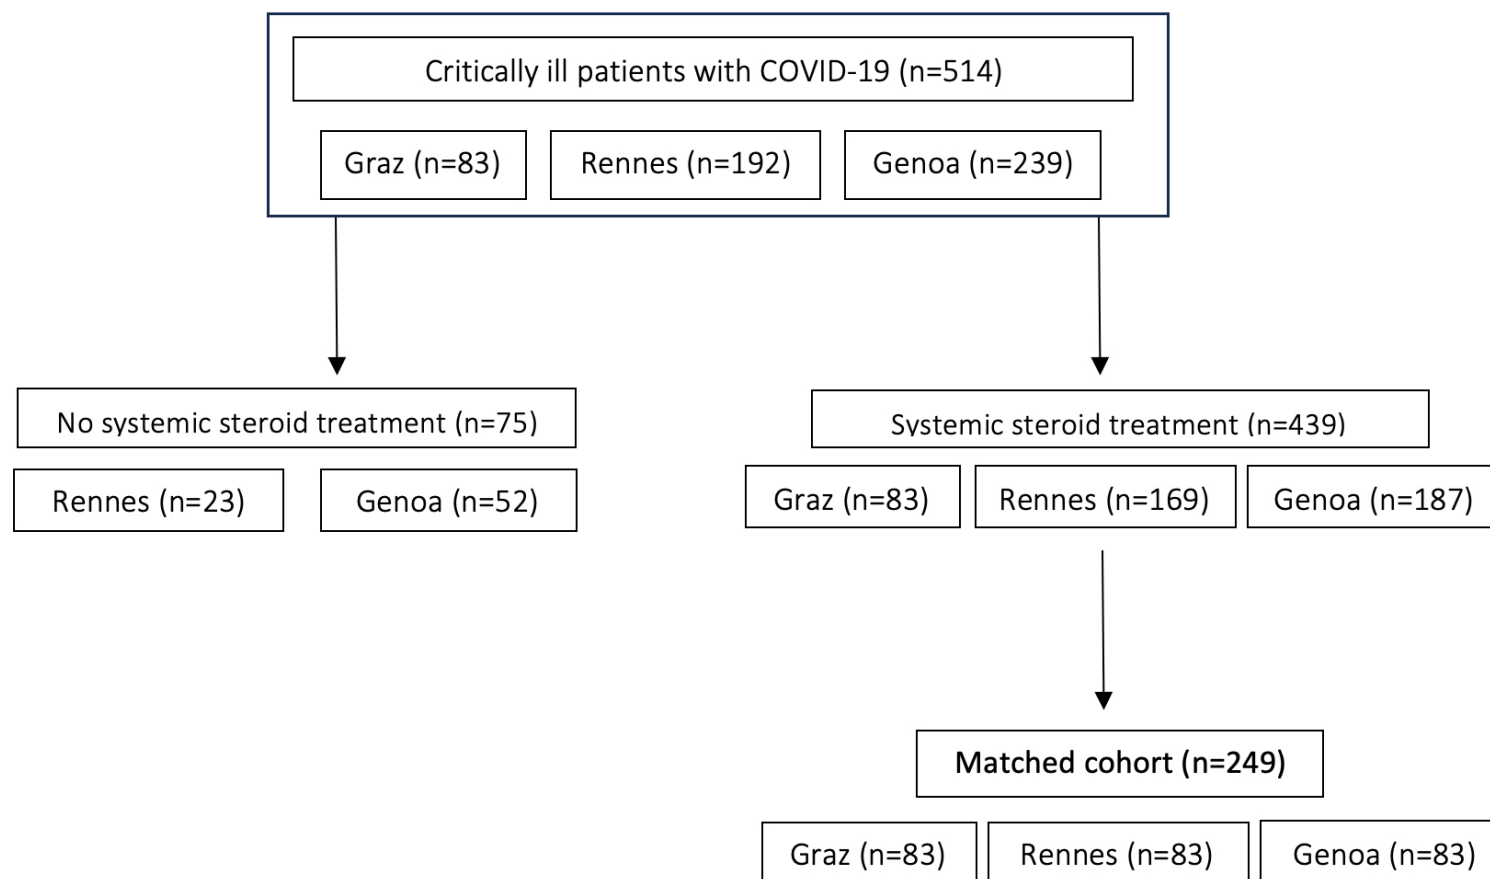 Critically ill patients with COVID-19 (n=514)
Graz (n=83)
Rennes (n=192)
Genoa (n=239)
No systemic steroid treatment (n=75)
Rennes (n=23)
Genoa (n=52)
Systemic steroid treatment (n=439)
Graz (n=83)
Rennes (n=169)
Genoa (n=187)
Matched cohort (n=249)
Graz (n=83)
Rennes (n=83)
Genoa (n=83)